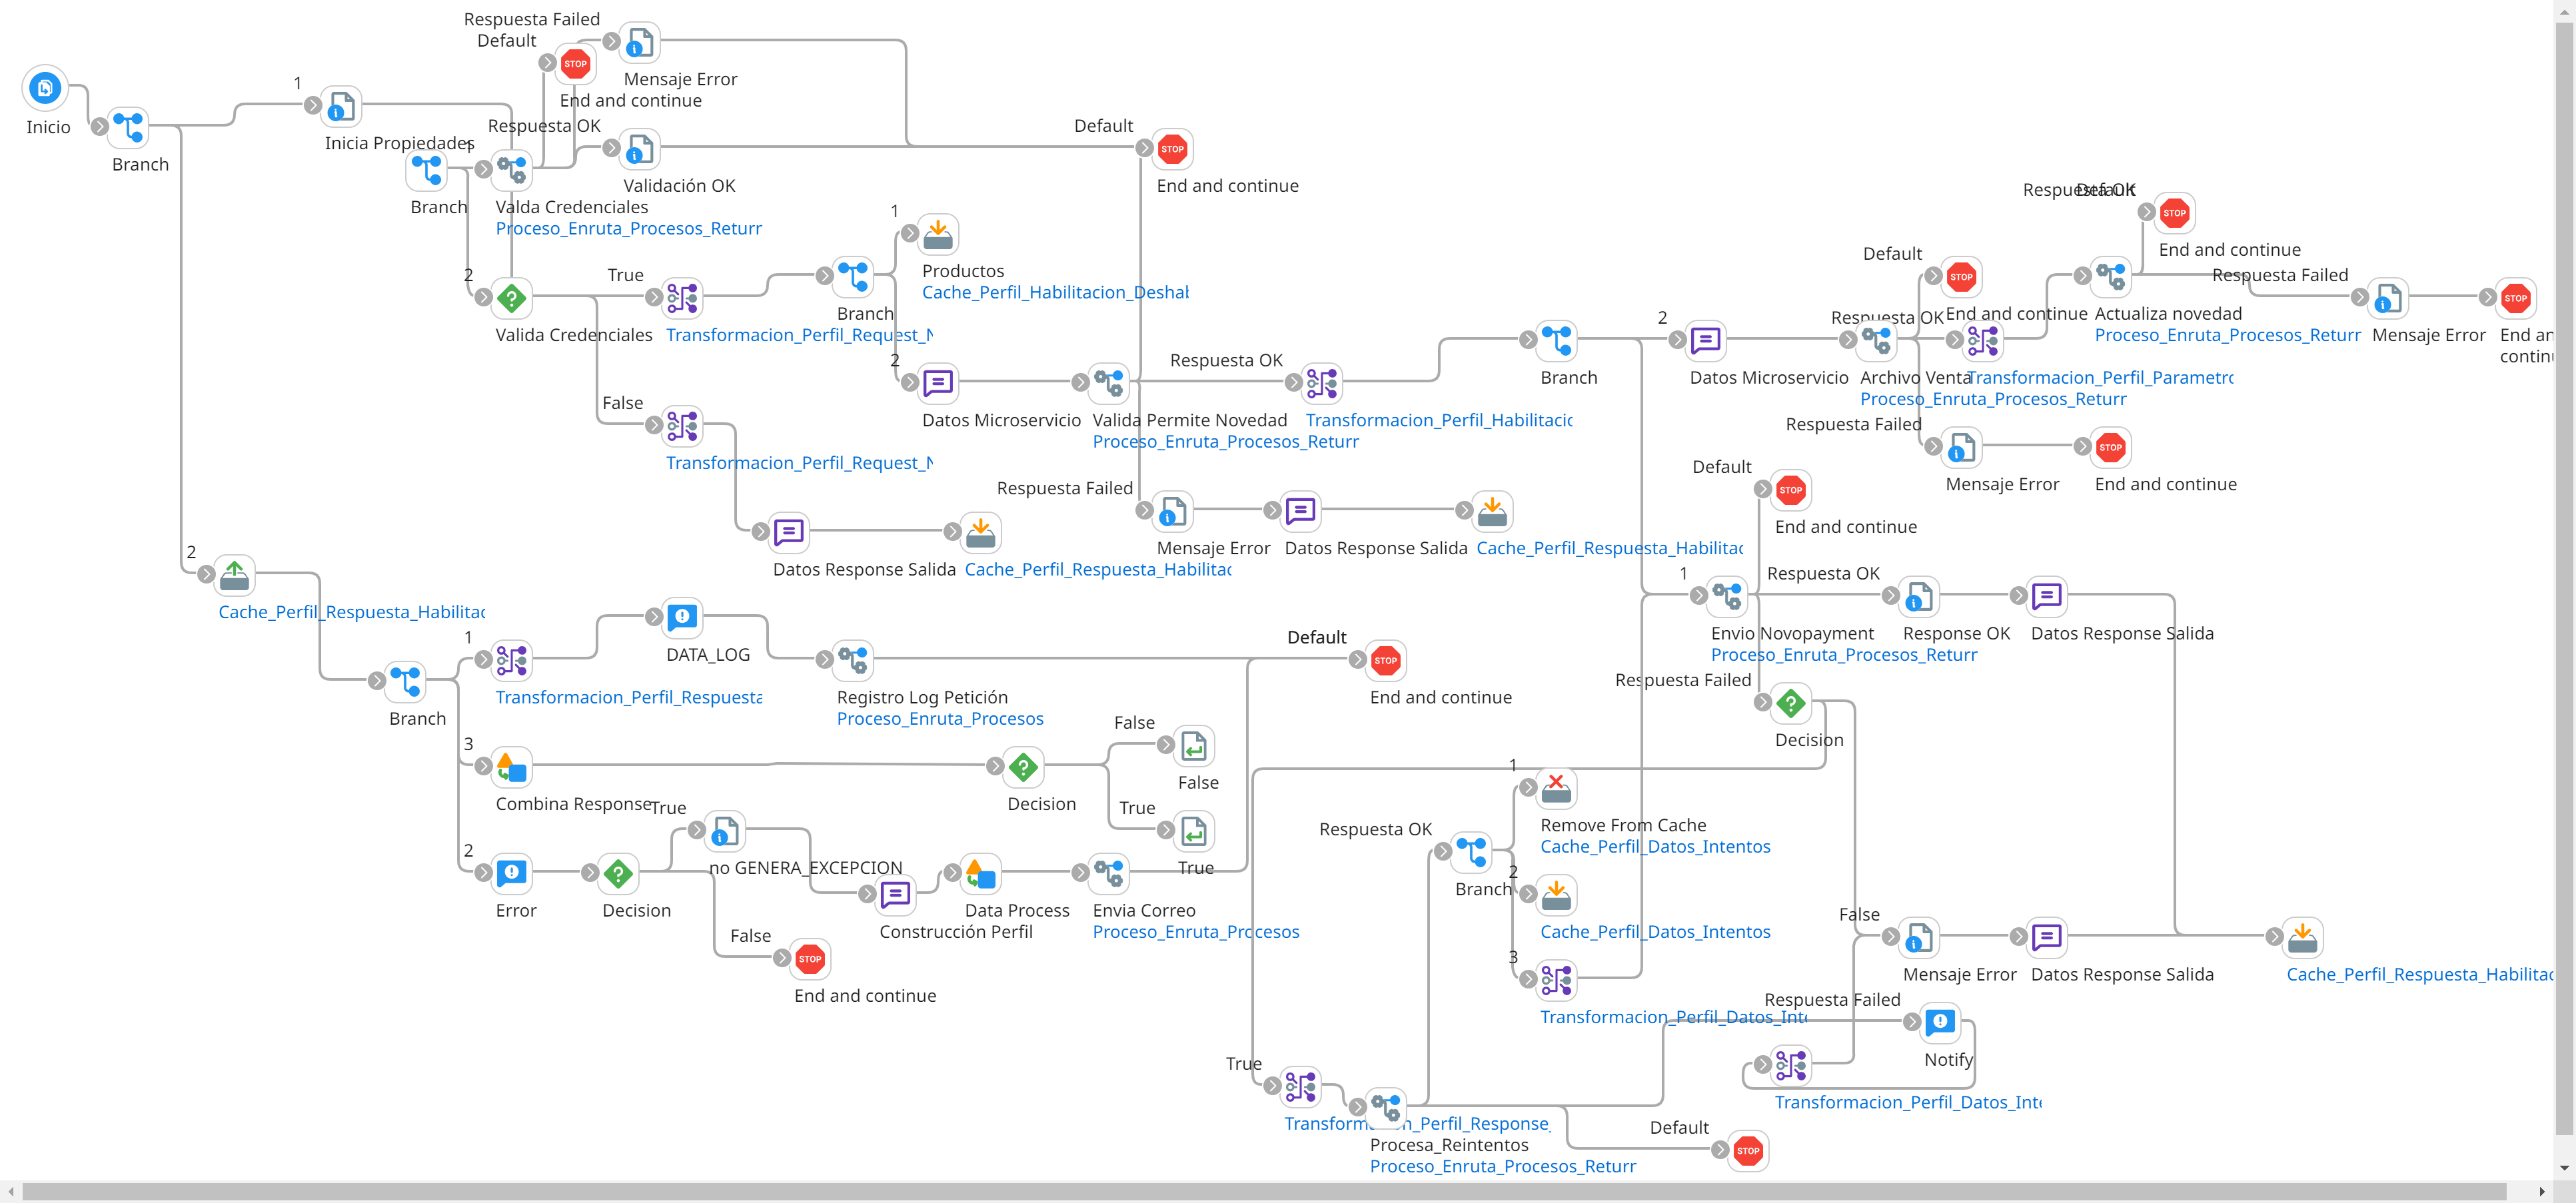 Respuesta Failed
Default
STOP
Mensaje Error
End and continue
Inicio
Branch
1
Inicia Propiedades
Respuesta OK
Validación OK
Default
STOP
End and continue
Branch
1
Valda Credenciales
Proceso_Enruta_Procesos_Returr
2
Valida Credenciales
True
Transformacion_Perfil_Request_N
Branch
1
Productos
Cache_Perfil_Habilitacion_Deshab
2
Datos Microservicio
Valida Permite Novedad
Proceso_Enruta_Procesos_Returr
Respuesta OK
Transformacion_Perfil_Habilitacio
Branch
2
Datos Microservicio
Respuesta OK
Archivo Venta
Proceso_Enruta_Procesos_Returr
Default
STOP
End and continue
Transformacion_Perfil_Parametro
Respuesta OK
Default
STOP
End and continue
Actualiza novedad
Proceso_Enruta_Procesos_Returr
Respuesta Failed
Mensaje Error
STOP
End an
contin
Respuesta Failed
Mensaje Error
STOP
End and continue
False
Transformacion_Perfil_Request_N
Datos Response Salida
Cache_Perfil_Respuesta_Habilitac
Respuesta Failed
Mensaje Error
Datos Response Salida
Cache_Perfil_Respuesta_Habilitac
Default
STOP
End and continue
1
Envio Novopayment
Proceso_Enruta_Procesos_Returr
Respuesta OK
Response OK
Datos Response Salida
Respuesta Failed
Decision
2
Cache_Perfil_Respuesta_Habilitac
Branch
1
Transformacion_Perfil_Respuesta
DATA_LOG
Registro Log Petición
Proceso_Enruta_Procesos
Default
STOP
End and continue
3
Combina Response
Decision
False
False
True
True
2
Error
Decision
True
no GENERA_EXCEPCION
Construcción Perfil
Data Process
Envia Correo
Proceso_Enruta_Procesos
False
STOP
End and continue
Respuesta OK
Branch
1
Remove From Cache
Cache_Perfil_Datos_Intentos
2
Cache_Perfil_Datos_Intentos
3
Transformacion_Perfil_Datos_Inte
False
Mensaje Error
Datos Response Salida
Cache_Perfil_Respuesta_Habilitac
Respuesta Failed
Notify
Transformacion_Perfil_Datos_Inte
True
Transformacion_Perfil_Response_
Procesa_Reintentos
Proceso_Enruta_Procesos_Returr
Default
STOP